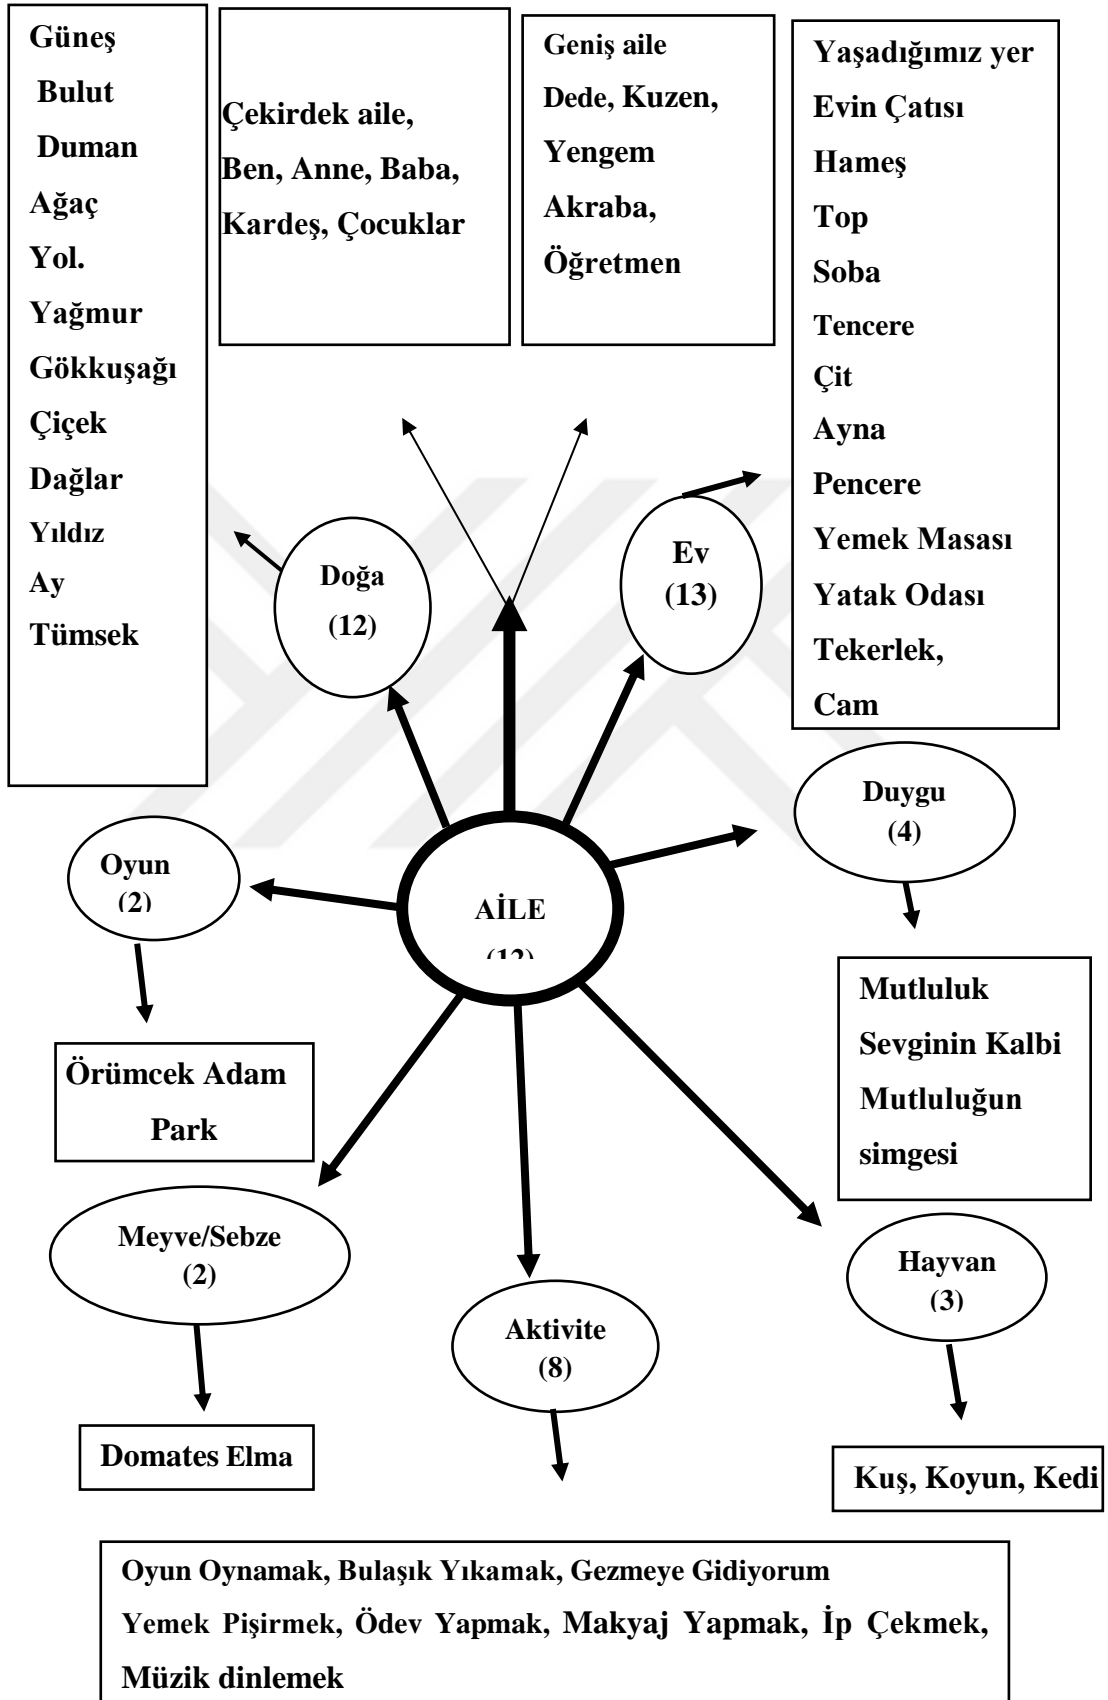 Güneş
Bulut
Duman
Ağaç
Yol.
Yağmur
Gökkuşağı
Çiçek
Dağlar
Yıldız
Ay
Tümsek
Çekirdek aile,
Ben, Anne, Baba,
Kardeş, Çocuklar
Geniş aile
Dede, Kuzen,
Yengem
Akraba,
Öğretmen
Yaşadığımız yer
Evin Çatısı
Hameş
Top
Soba
Tencere
Çit
Ayna
Pencere
Yemek Masası
Yatak Odası
Tekerlek,
Cam
Doğa
(12)
Ev
(13)
Duygu
(4)
Oyun
(2)
AİLE
(12)
Mutluluk
Sevginin Kalbi
Mutluluğun
simgesi
Örümcek Adam
Park
Meyve/Sebze
(2)
Aktivite
(8)
Hayvan
(3)
Domates Elma
Kuş, Koyun, Kedi
Oyun Oynamak, Bulaşık Yıkamak, Gezmeye Gidiyorum
Yemek Pişirmek, Ödev Yapmak, Makyaj Yapmak, İp Çekmek,
Müzik dinlemek